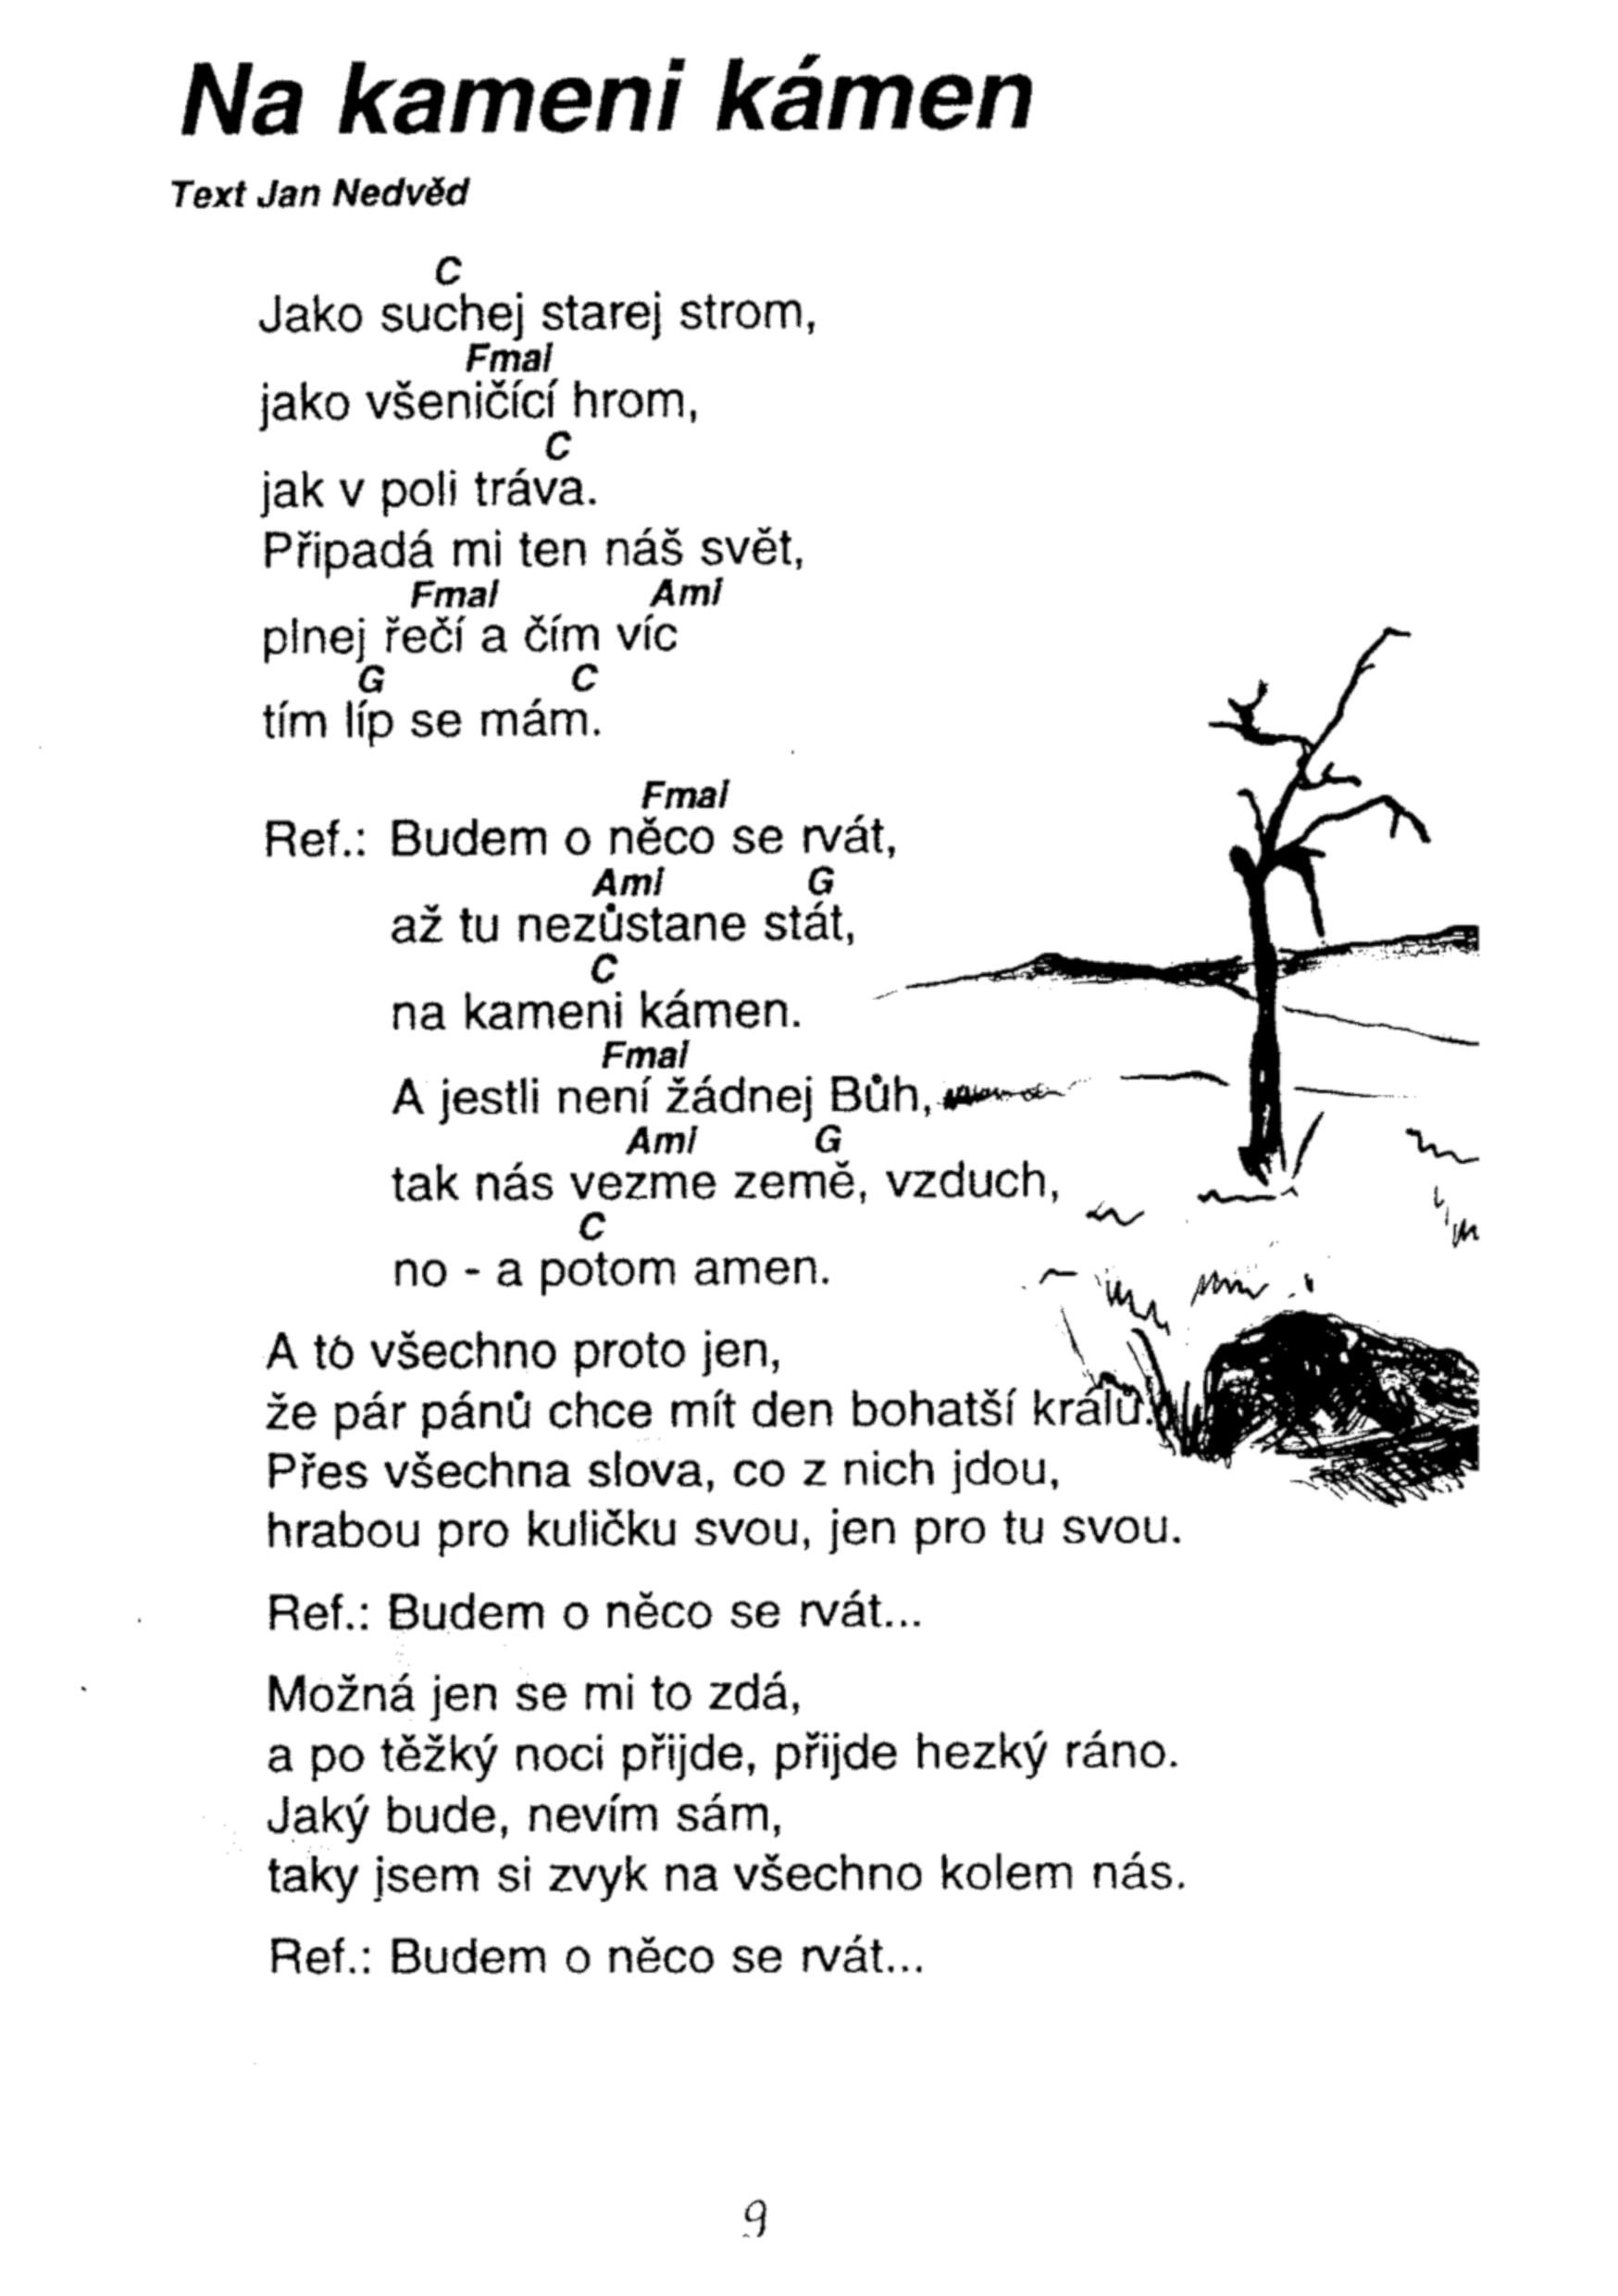 Na kameni kámen
Text Jan Nedvěd
C
Jako suchej starej strom,
Fmai
jako všeničící hrom,
C
jak v poli tráva.
Připadá mi ten náš svět,
Fmai Ami
plnej řečí a čím víc
G C
tím líp se mám.
Fmai
Ref.: Budem o něco se rvát,
Ami G
až tu nezůstane stát,
C
na kameni kámen.
Fmai
A jestli není žádnej Bůh,
Ami G
tak nás vezme země, vzduch,
C
no - a potom amen.
A to všechno proto jen,
že pár pánů chce mít den bohatší králů.
Přes všechna slova, co z nich jdou,
hrabou pro kuličku svou, jen pro tu svou.
Ref.: Budem o něco se rvát...
Možná jen se mi to zdá,
a po těžký noci přijde, přijde hezký ráno.
Jaký bude, nevím sám,
taky jsem si zvyk na všechno kolem nás.
Ref.: Budem o něco se rvát...
9